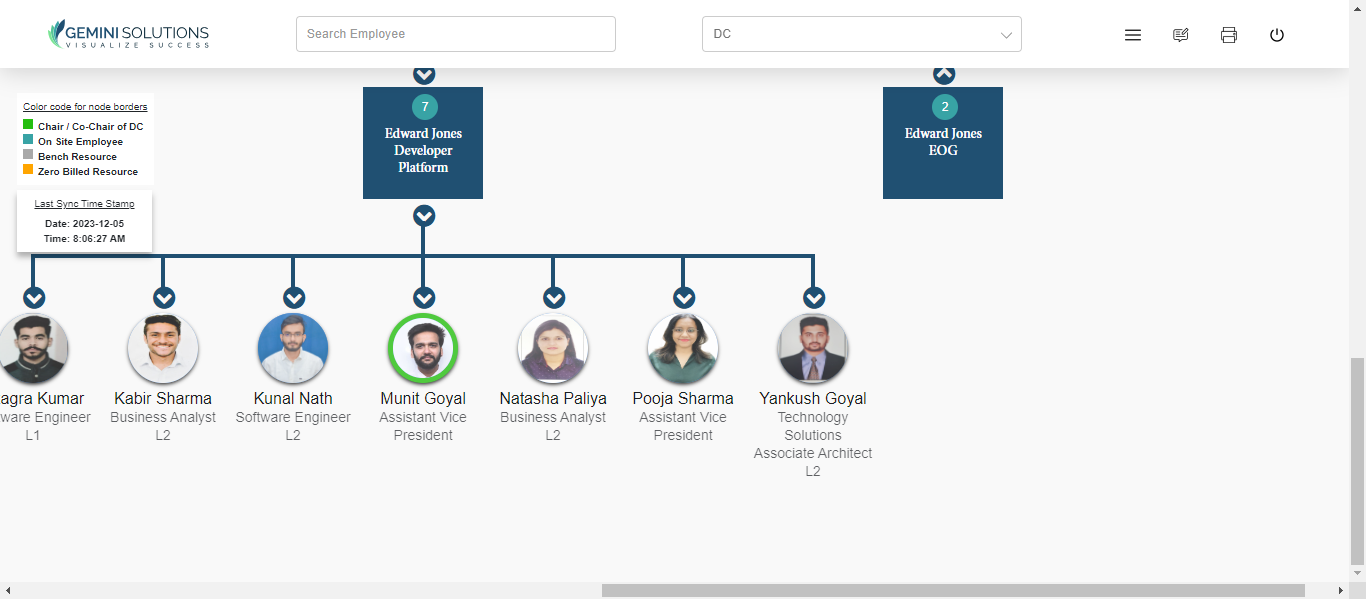 GEMINI SOLUTIONS
VISUALIZE SUCCESS
Search Employee
DC
Color code for node borders
Chair / Co-Chair of DC
On Site Employee
Bench Resource
Zero Billed Resource
Last Sync Time Stamp
Date: 2023-12-05
Time: 8:06:27 AM
7
Edward Jones
Developer
Platform
2
Edward Jones
EOG
Kumar
Engineer
L1
Kabir Sharma
Business Analyst
L2
Kunal Nath
Software Engineer
L2
Munit Goyal
Assistant Vice
President
Natasha Paliya
Business Analyst
L2
Pooja Sharma
Assistant Vice
President
Yankush Goyal
Technology
Solutions
Associate Architect
L2